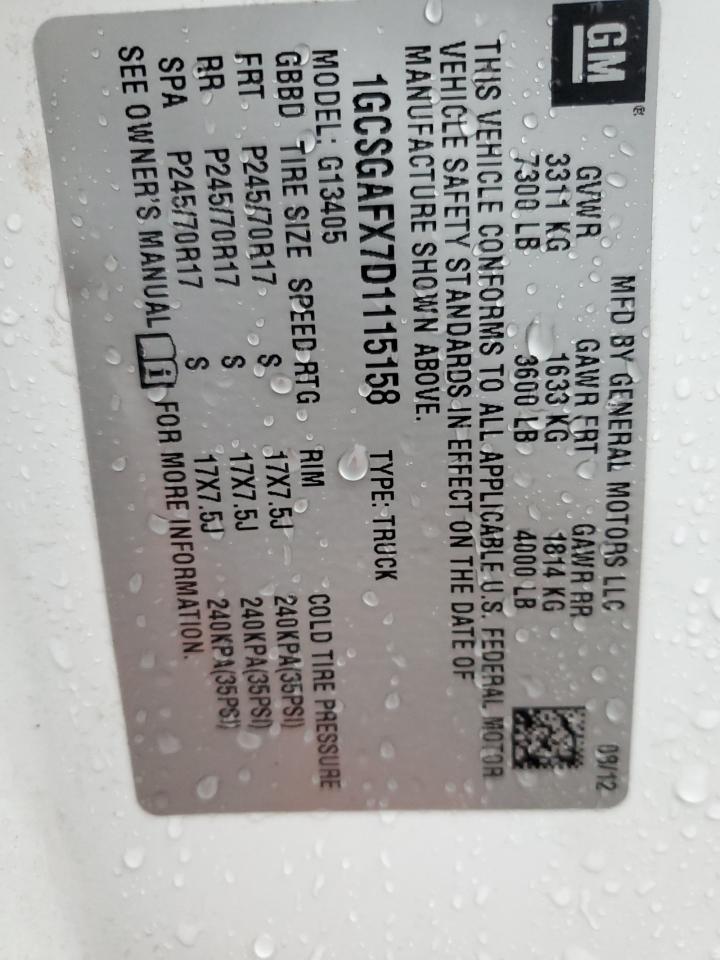 GM®
MFD BY GENERAL MOTORS LLC 09/12
GVWR GAWR FRT GAWR RR
3311 KG 1633 KG 1814 KG
7300 LB 3600 LB 4000 LB
THIS VEHICLE CONFORMS TO ALL APPLICABLE U.S. FEDERAL MOTOR
VEHICLE SAFETY STANDARDS IN EFFECT ON THE DATE OF
MANUFACTURE SHOWN ABOVE.
1GCSGAFX7D1115158 TYPE: TRUCK
MODEL: G13405
GBBD TIRE SIZE SPEED RTG RIM COLD TIRE PRESSURE
FRT P245/70R17 S 17X7.5J 240KPA(35PSI)
RR P245/70R17 S 17X7.5J 240KPA(35PSI)
SPA P245/70R17 S 17X7.5J 240KPA(35PSI)
SEE OWNER'S MANUAL i FOR MORE INFORMATION.